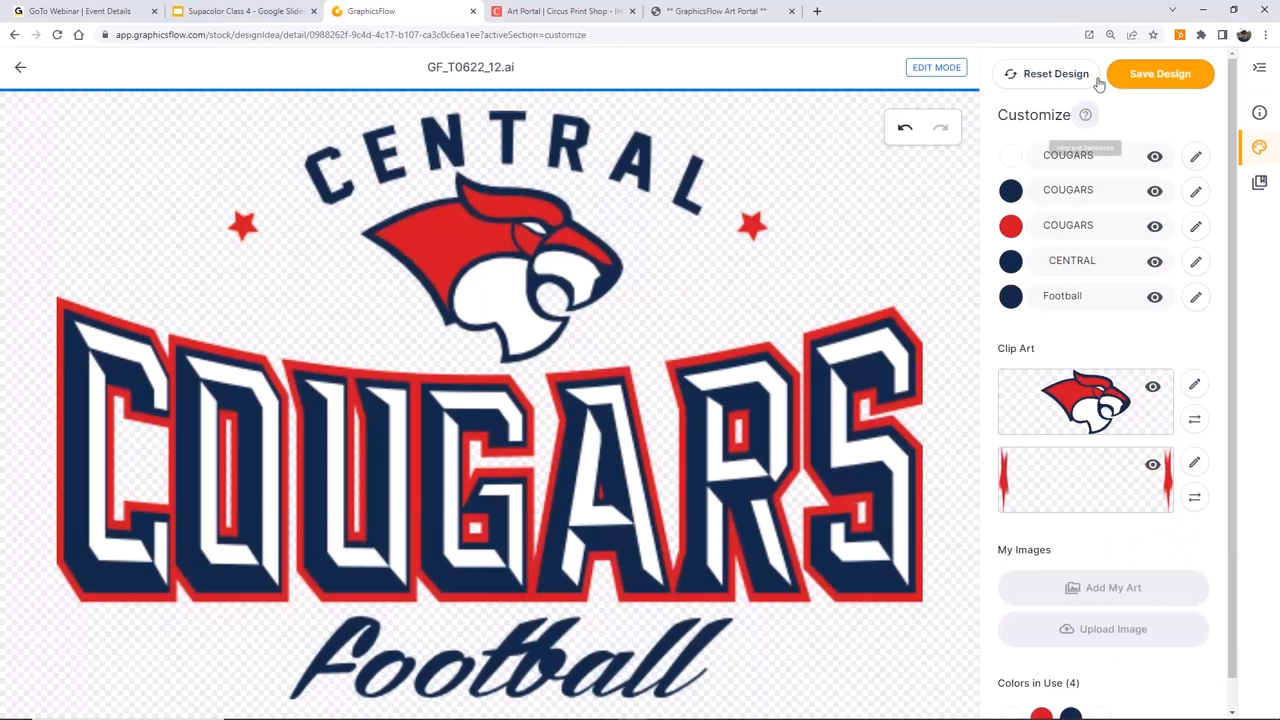 GoTo Webinar | Event Details
Supacolor Class 4 - Google Slides
GraphicsFlow
Art Portal | Circus Print Shop - In
** GraphicsFlow Art Portal **
app.graphicsflow.com/stock/designIdea/detail/0988262f-9c4d-4c17-b107-ca3c0c6ea1ee?activeSection=customize
GF_T0622_12.ai
EDIT MODE
Reset Design
Save Design
Customize
COUGARS
COUGARS
COUGARS
CENTRAL
Football
Clip Art
My Images
Add My Art
Upload Image
Colors in Use (4)
CENTRAL
COUGARS
Football